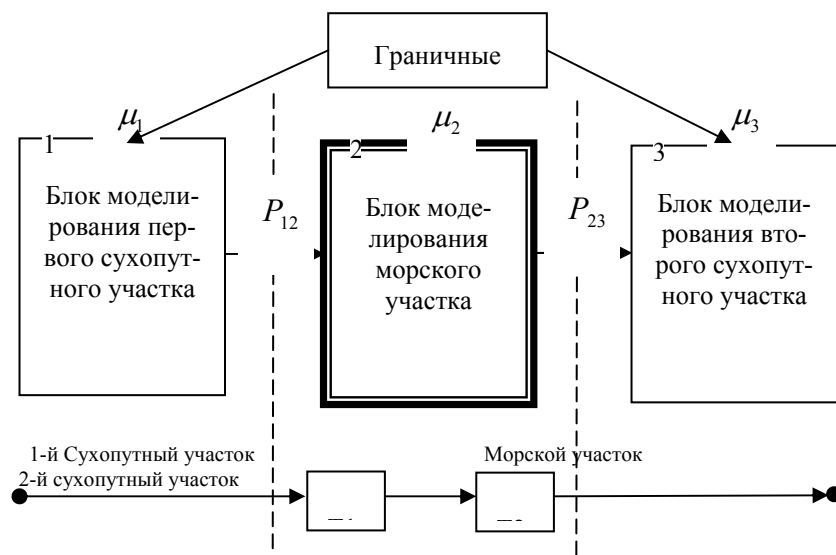 Граничные
μ₁
μ₂
μ₃
1
2
3
Блок модели-
рования пер-
вого сухопут-
ного участка
P₁₂
Блок моде-
лирования
морского
участка
P₂₃
Блок модели-
рования вто-
рого сухопут-
ного участка
1-й Сухопутный участок
Морской участок
2-й сухопутный участок